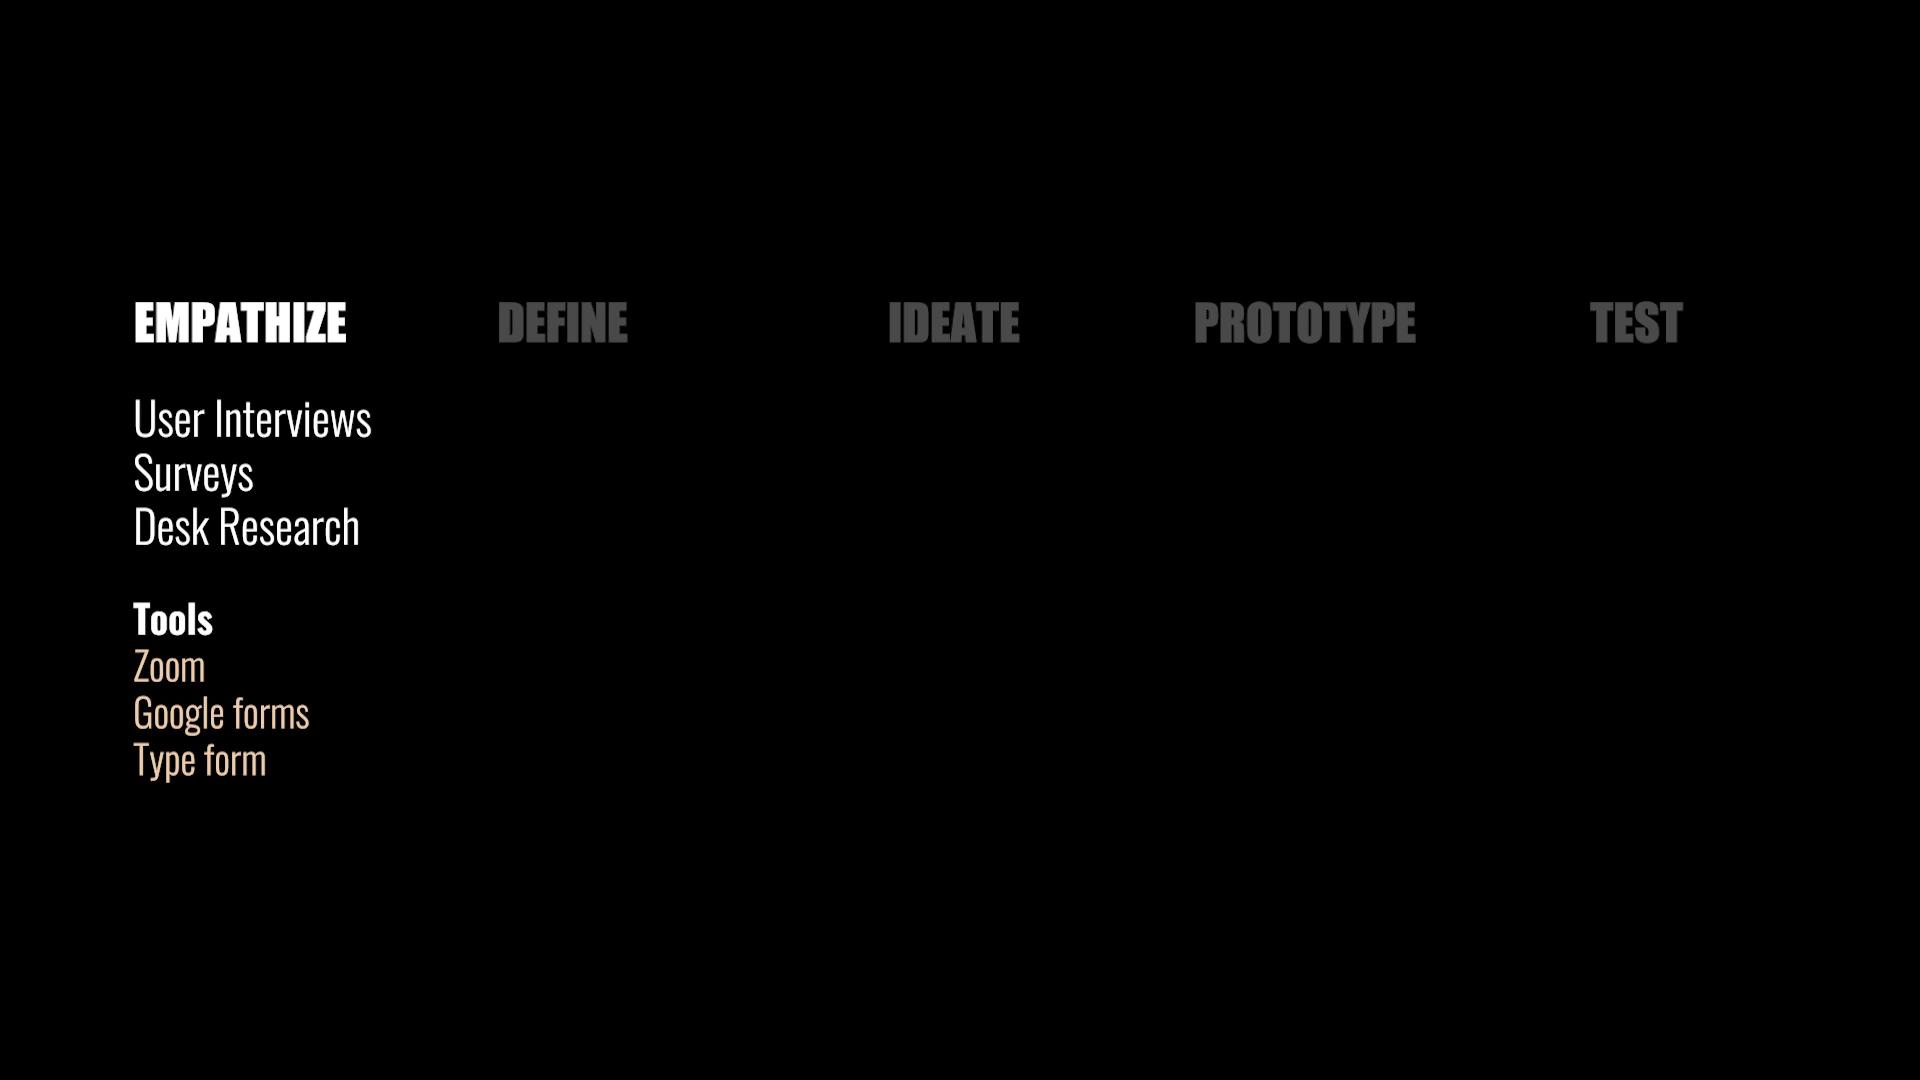 EMPATHIZE DEFINE IDEATE PROTOTYPE TEST
User Interviews
Surveys
Desk Research
Tools
Zoom
Google forms
Type form